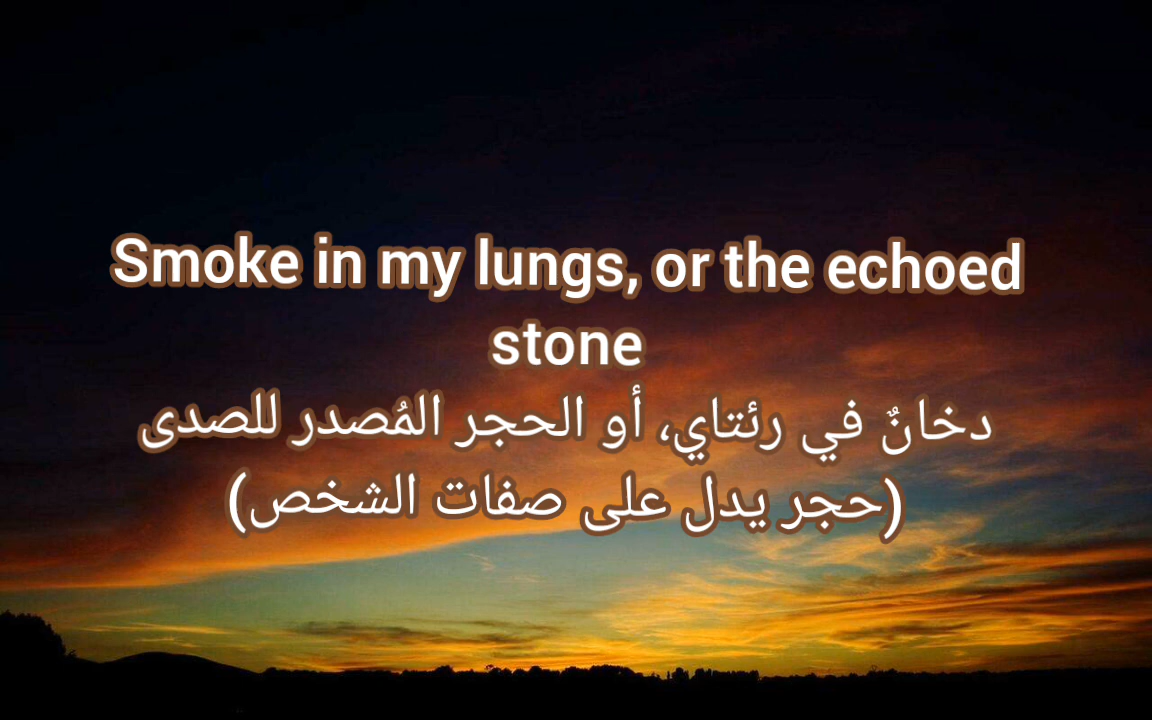 Smoke in my lungs, or the echoed
stone
دخانٌ في رئتاي، أو الحجر المُصدر للصدى
(حجر يدل على صفات الشخص)